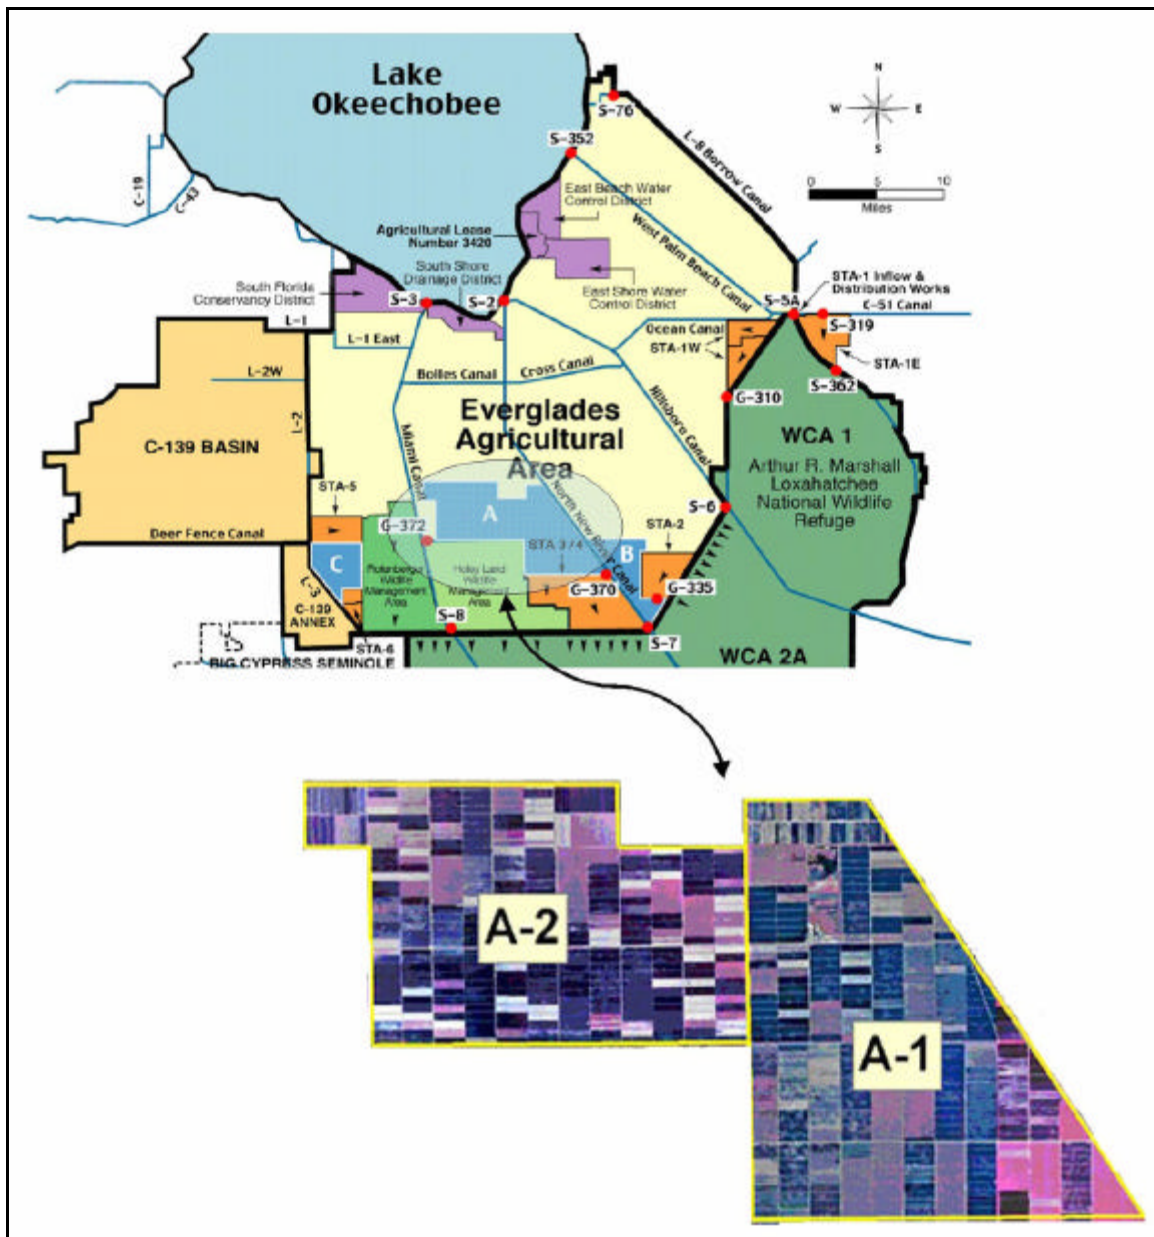 Lake
Okeechobee
N
W
E
S
0
5
10
Miles
S-76
S-352
L-8 Borrow Canal
C-19
C-43
East Beach Water
Control District
Agricultural Lease
Number 3420
West Palm Beach Canal
South Shore
Drainage District
South Florida
Conservancy District
East Shore Water
Control District
STA-1 Inflow &
Distribution Works
S-3
S-2
S-5A
C-51 Canal
L-1
S-319
L-1 East
Ocean Canal
STA-1W
STA-1E
L-2W
Bolles Canal
Cross Canal
S-362
G-310
Everglades
Agricultural
Area
Hillsboro Canal
WCA 1
Arthur R. Marshall
Loxahatchee
National Wildlife
Refuge
C-139 BASIN
L-2
Miami Canal
STA-5
S-6
A
North New River Canal
G-372
STA-2
Deer Fence Canal
STA 3/4
B
C
Rotenberger
Wildlife
Management
Area
Holey Land
Wildlife
Management
Area
G-370
G-335
L-3
C-139
ANNEX
S-8
S-7
STA-6
BIG CYPRESS SEMINOLE
WCA 2A
A-2
A-1